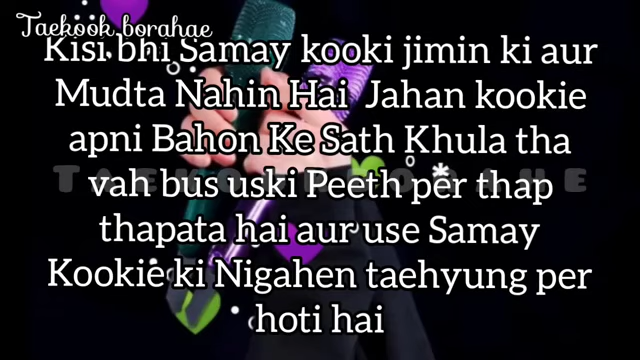 Taekook borahae
Kisi bhi Samay kooki jimin ki aur
Mudta Nahin Hai Jahan kookie
apni Bahon Ke Sath Khula tha
vah bus uski Peeth per thap
thapata hai aur use Samay
Kookie ki Nigahen taehyung per
hoti hai